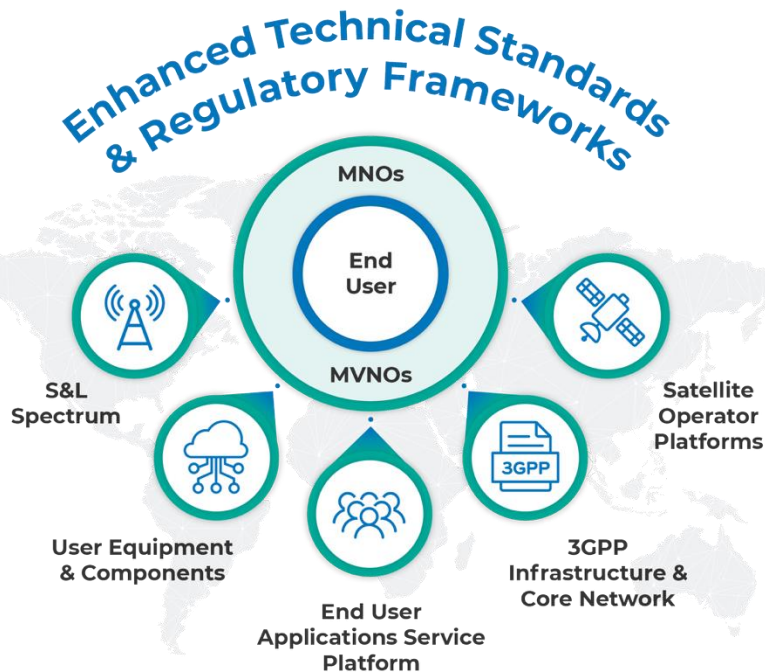 Enhanced Technical Standards
& Regulatory Frameworks
MNOs
End
User
MVNOs
S&L
Spectrum
User Equipment
& Components
End User
Applications Service
Platform
3GPP
3GPP
Infrastructure &
Core Network
Satellite
Operator
Platforms